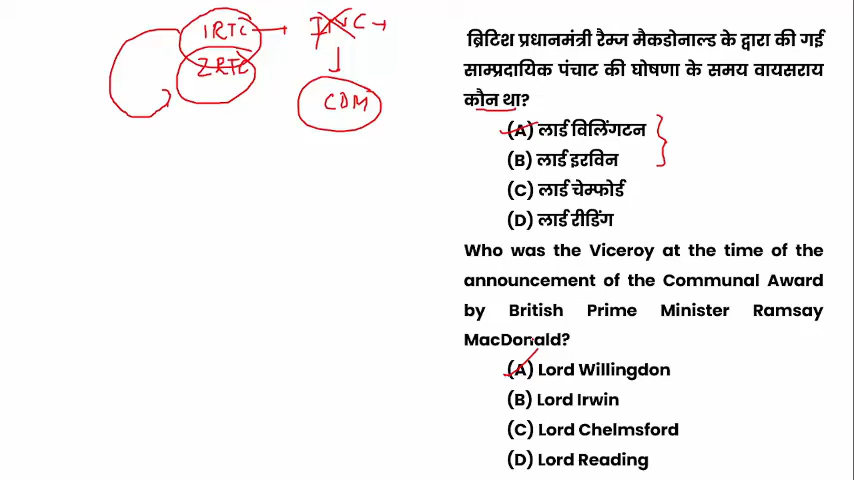 1RTC → INC →
2RTC
CDM
ब्रिटिश प्रधानमंत्री रैम्ज मैकडोनाल्ड के द्वारा की गई
साम्प्रदायिक पंचाट की घोषणा के समय वायसराय
कौन था?
(A) लार्ड विलिंगटन
(B) लार्ड इरविन
(C) लार्ड चेम्फोर्ड
(D) लार्ड रीडिंग
Who was the Viceroy at the time of the
announcement of the Communal Award
by British Prime Minister Ramsay
MacDonald?
(A) Lord Willingdon
(B) Lord Irwin
(C) Lord Chelmsford
(D) Lord Reading